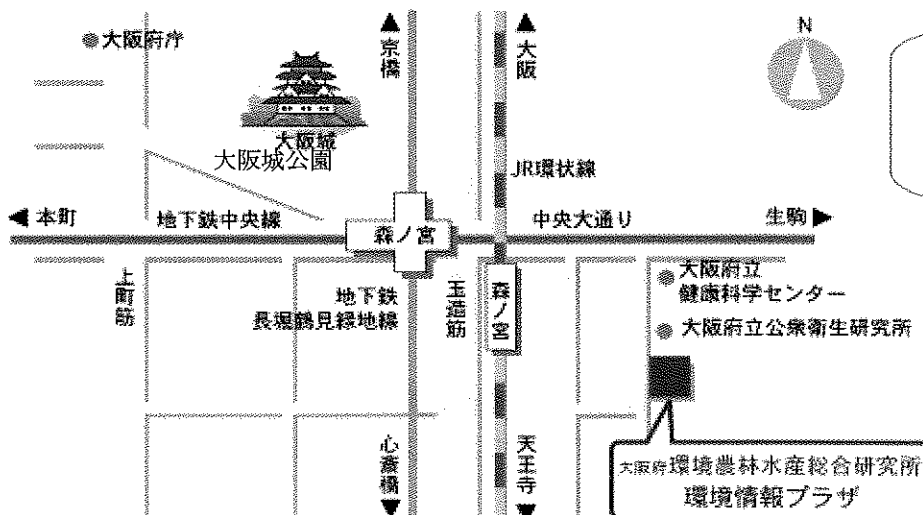 大阪府庁
京橋
大阪
N
大阪城
大阪城公園
JR環状線
本町
地下鉄中央線
森ノ宮
中央大通り
生駒
上町筋
地下鉄
長堀鶴見緑地線
玉造筋
森ノ宮
大阪府立
健康科学センター
大阪府立公衆衛生研究所
心斎橋
天王寺
大阪府環境農林水産総合研究所
環境情報プラザ